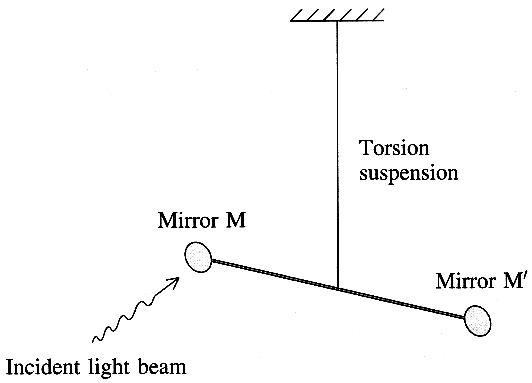 Torsion
suspension
Mirror M
Mirror M′
Incident light beam